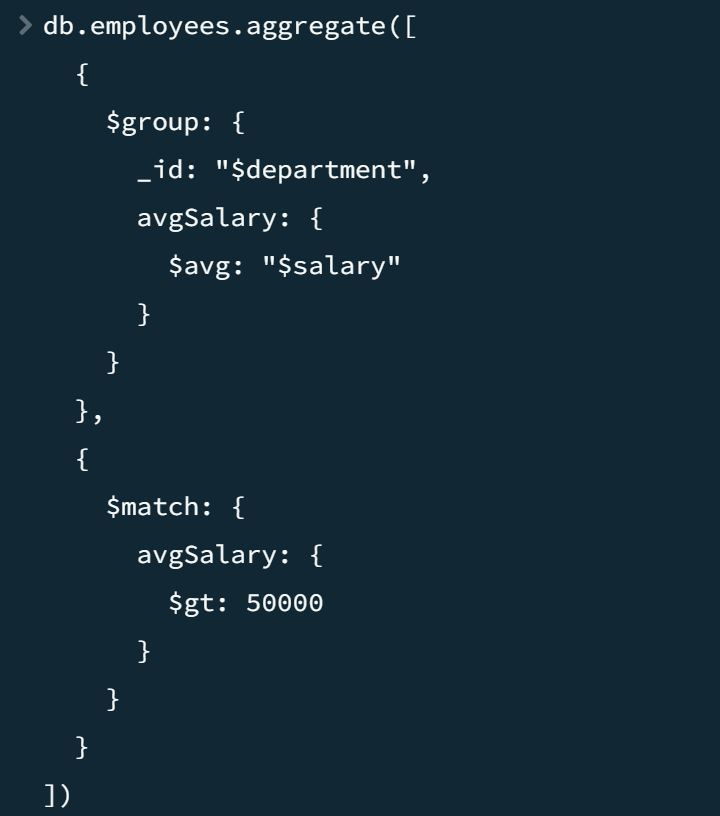 db.employees.aggregate([
  {
    $group: {
      _id: "$department",
      avgSalary: {
        $avg: "$salary"
      }
    }
  },
  {
    $match: {
      avgSalary: {
        $gt: 50000
      }
    }
  }
])